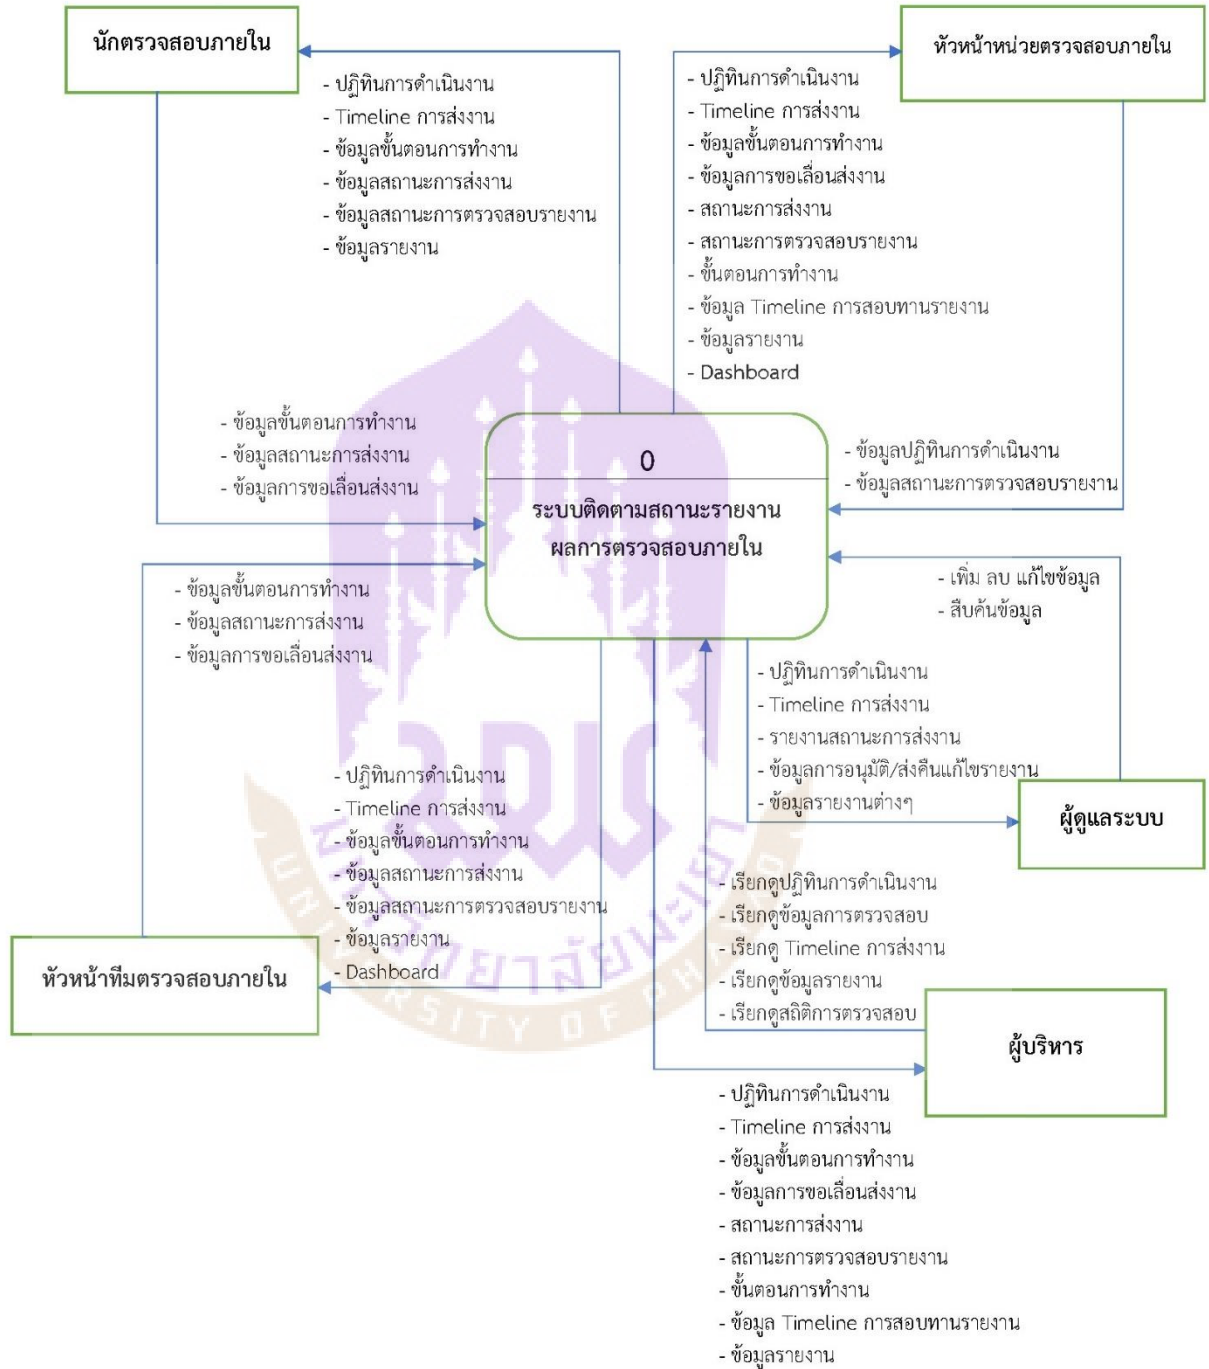 นักตรวจสอบภายใน
หัวหน้าหน่วยตรวจสอบภายใน
- ปฏิทินการดำเนินงาน
- Timeline การส่งงาน
- ข้อมูลขั้นตอนการทำงาน
- ข้อมูลสถานะการส่งงาน
- ข้อมูลสถานะการตรวจสอบรายงาน
- ข้อมูลรายงาน
- ปฏิทินการดำเนินงาน
- Timeline การส่งงาน
- ข้อมูลขั้นตอนการทำงาน
- ข้อมูลการขอเลื่อนส่งงาน
- สถานะการส่งงาน
- สถานะการตรวจสอบรายงาน
- ขั้นตอนการทำงาน
- ข้อมูล Timeline การสอบทานรายงาน
- ข้อมูลรายงาน
- Dashboard
- ข้อมูลขั้นตอนการทำงาน
- ข้อมูลสถานะการส่งงาน
- ข้อมูลการขอเลื่อนส่งงาน
0
ระบบติดตามสถานะรายงาน
ผลการตรวจสอบภายใน
- ข้อมูลปฏิทินการดำเนินงาน
- ข้อมูลสถานะการตรวจสอบรายงาน
- ข้อมูลขั้นตอนการทำงาน
- ข้อมูลสถานะการส่งงาน
- ข้อมูลการขอเลื่อนส่งงาน
- เพิ่ม ลบ แก้ไขข้อมูล
- สืบค้นข้อมูล
- ปฏิทินการดำเนินงาน
- Timeline การส่งงาน
- รายงานสถานะการส่งงาน
- ข้อมูลการอนุมัติ/ส่งคืนแก้ไขรายงาน
- ข้อมูลรายงานต่างๆ
ผู้ดูแลระบบ
- ปฏิทินการดำเนินงาน
- Timeline การส่งงาน
- ข้อมูลขั้นตอนการทำงาน
- ข้อมูลสถานะการส่งงาน
- ข้อมูลสถานะการตรวจสอบรายงาน
- ข้อมูลรายงาน
- Dashboard
หัวหน้าทีมตรวจสอบภายใน
- เรียกดูปฏิทินการดำเนินงาน
- เรียกดูข้อมูลการตรวจสอบ
- เรียกดู Timeline การส่งงาน
- เรียกดูข้อมูลรายงาน
- เรียกดูสถิติการตรวจสอบ
ผู้บริหาร
- ปฏิทินการดำเนินงาน
- Timeline การส่งงาน
- ข้อมูลขั้นตอนการทำงาน
- ข้อมูลการขอเลื่อนส่งงาน
- สถานะการส่งงาน
- สถานะการตรวจสอบรายงาน
- ขั้นตอนการทำงาน
- ข้อมูล Timeline การสอบทานรายงาน
- ข้อมูลรายงาน
มหาวิทยาลัยพะเยา
UNIVERSITY OF PHAYAO